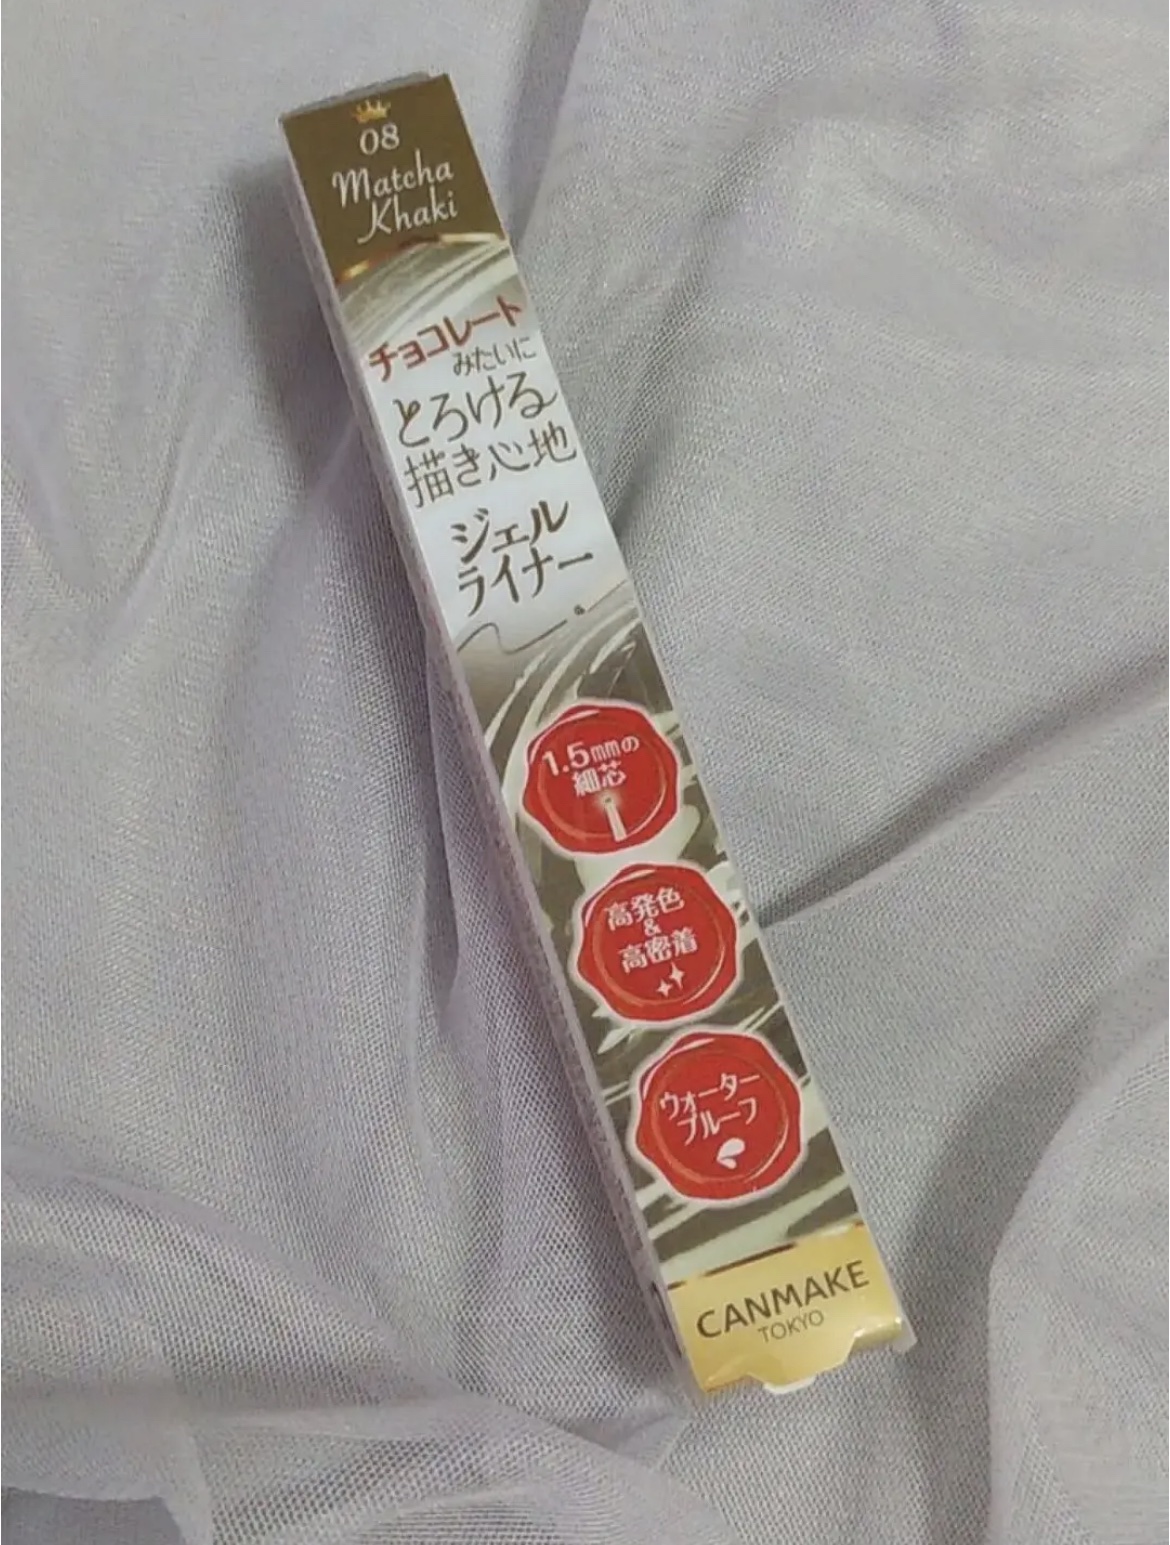 08
Matcha
Khaki
チョコレート
みたいに
とろける
描き心地
ジェル
ライナー
1.5mmの
細芯
高発色
&
高密着
ウォーター
プルーフ
CANMAKE
TOKYO